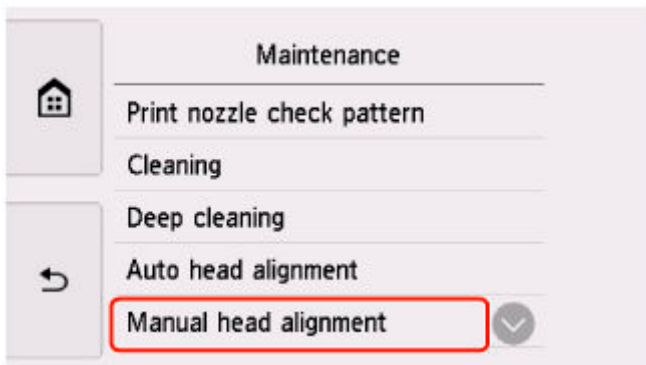 Maintenance
Print nozzle check pattern
Cleaning
Deep cleaning
Auto head alignment
Manual head alignment